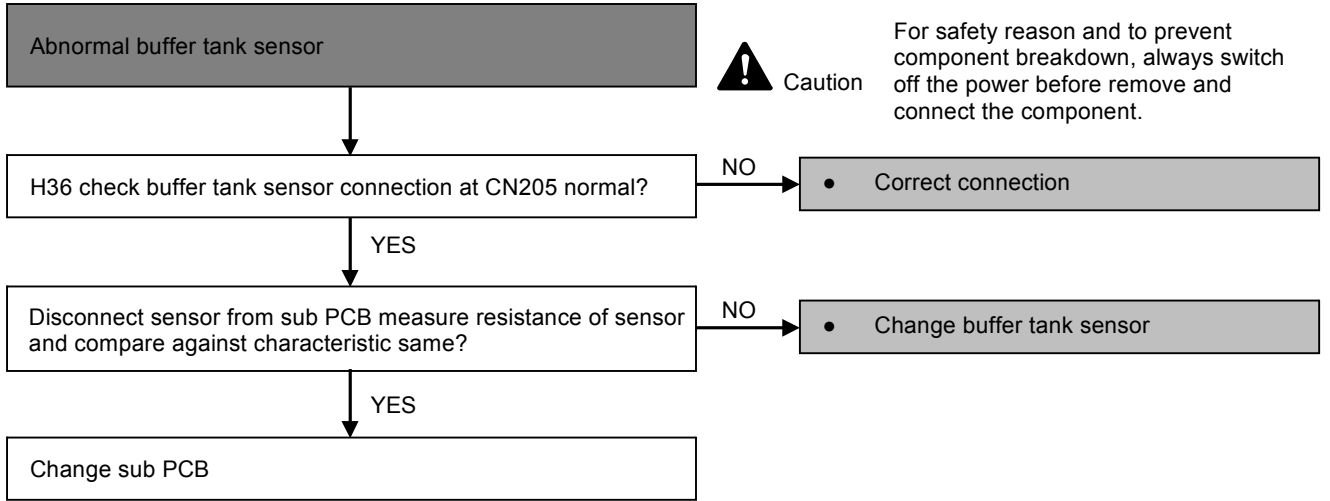 Abnormal buffer tank sensor
Caution
For safety reason and to prevent
component breakdown, always switch
off the power before remove and
connect the component.
H36 check buffer tank sensor connection at CN205 normal?
NO
● Correct connection
YES
Disconnect sensor from sub PCB measure resistance of sensor
and compare against characteristic same?
NO
● Change buffer tank sensor
YES
Change sub PCB